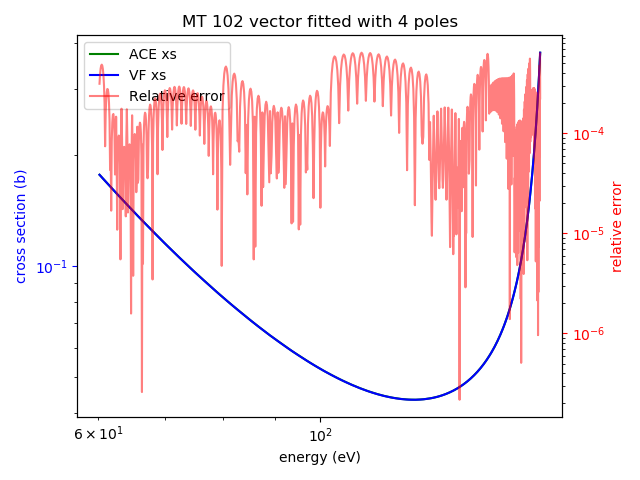 MT 102 vector fitted with 4 poles
ACE xs
VF xs
Relative error
cross section (b)
10⁻¹
relative error
10⁻⁴
10⁻⁵
10⁻⁶
6 × 10¹
10²
energy (eV)